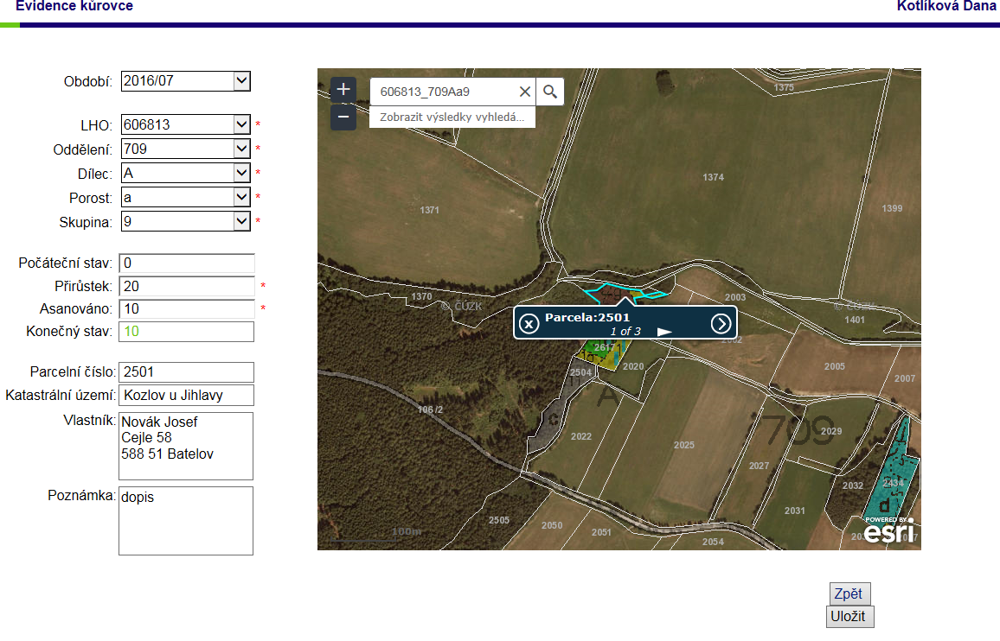 Evidence kůrovce
Kotlíková Dana
Období: 2016/07
LHO: 606813 *
Oddělení: 709 *
Dílec: A *
Porost: a *
Skupina: 9 *
Počáteční stav: 0
Přirůstek: 20 *
Asanováno: 10 *
Konečný stav: 10
Parcelní číslo: 2501
Katastrální území: Kozlov u Jihlavy
Vlastník: Novák Josef
Cejle 58
588 51 Batelov
Poznámka: dopis
+
−
606813_709Aa9
Zobrazit výsledky vyhledá...
1375
1374
1371
1399
1370
© ČÚZK
2003
© ČÚZK
1401
Parcela:2501
1 of 3
2617
2504
2020
2005
2007
A
106/2
c
709
2029
2022
2025
2027
2032
2434
2031
d
2505
2050
2051
2054
100m
POWERED BY
esri
Zpět
Uložit